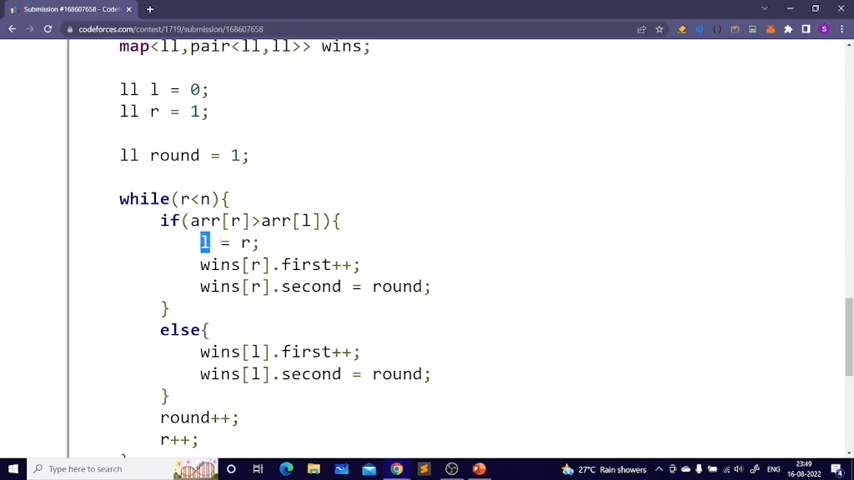 Submission #168607658 - Codef
codeforces.com/contest/1719/submission/168607658
map<ll,pair<ll,ll>> wins;
ll l = 0;
ll r = 1;
ll round = 1;
while(r<n){
if(arr[r]>arr[l]){
l = r;
wins[r].first++;
wins[r].second = round;
}
else{
wins[l].first++;
wins[l].second = round;
}
round++;
r++;
Type here to search
27°C Rain showers
ENG
23:49
16-08-2022